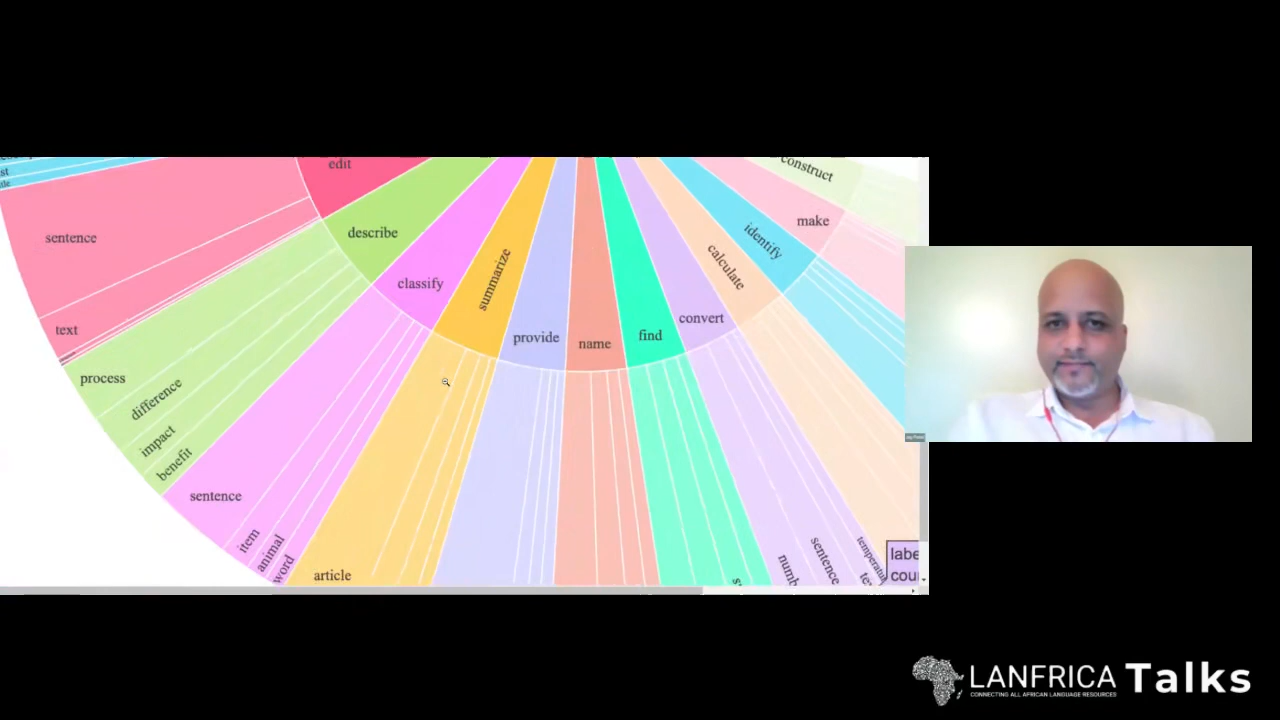 edit
construct
make
identify
calculate
convert
find
name
provide
summarize
classify
describe
sentence
text
process
difference
impact
benefit
sentence
item
animal
word
article
sentence
LANFRICA Talks
CONNECTING ALL AFRICAN LANGUAGE RESOURCES